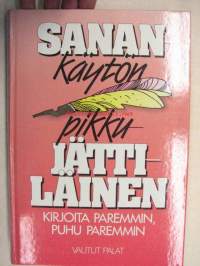 SANAN
käytön
pikku
JÄTTI-
LÄINEN
KIRJOITA PAREMMIN,
PUHU PAREMMIN
VALITUT PALAT